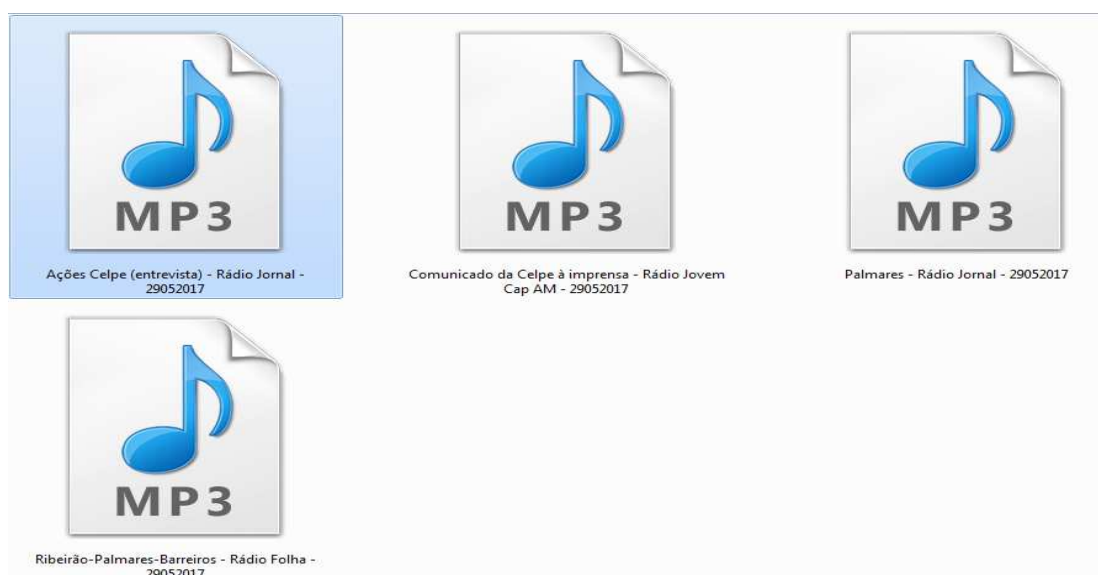 MP3
MP3
MP3
Ações Celpe (entrevista) - Rádio Jornal -
29052017
Comunicado da Celpe à imprensa - Rádio Jovem
Cap AM - 29052017
Palmares - Rádio Jornal - 29052017
MP3
Ribeirão-Palmares-Barreiros - Rádio Folha -
29052017